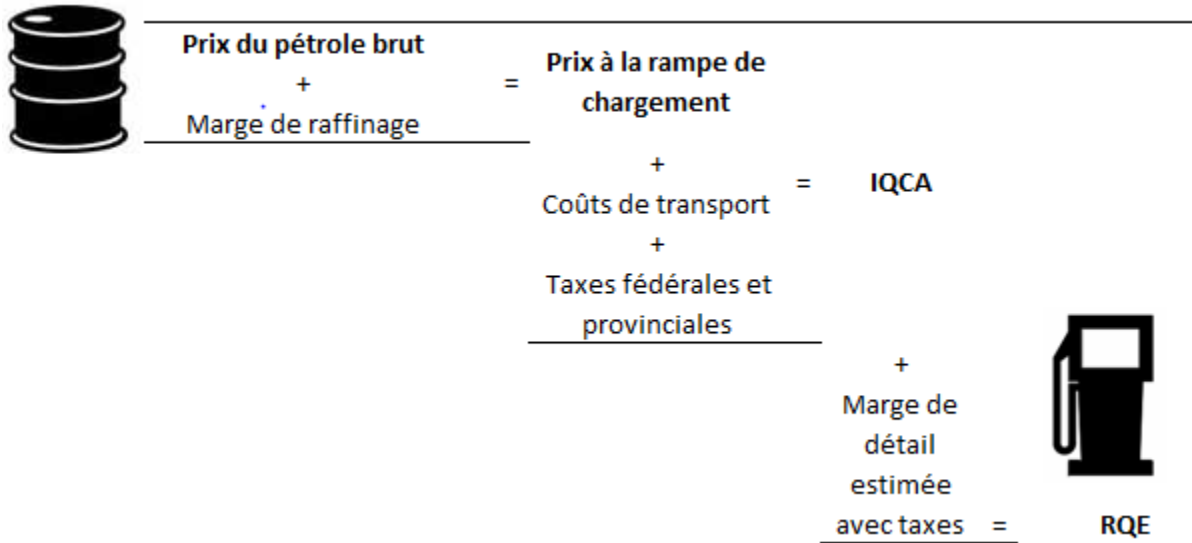 Prix du pétrole brut
+
Marge de raffinage
=
Prix à la rampe de
chargement
+
Coûts de transport
+
Taxes fédérales et
provinciales
=
IQCA
+
Marge de
détail
estimée
avec taxes
=
RQE